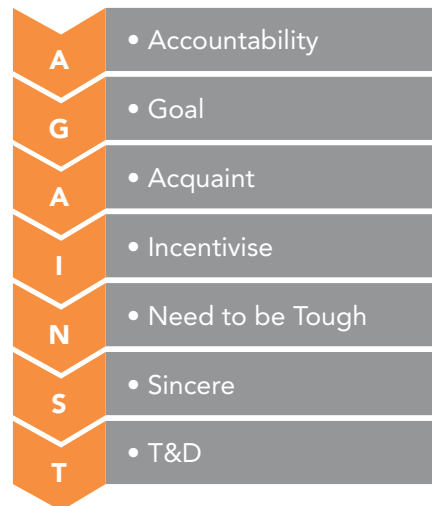 A • Accountability
G • Goal
A • Acquaint
I • Incentivise
N • Need to be Tough
S • Sincere
T • T&D